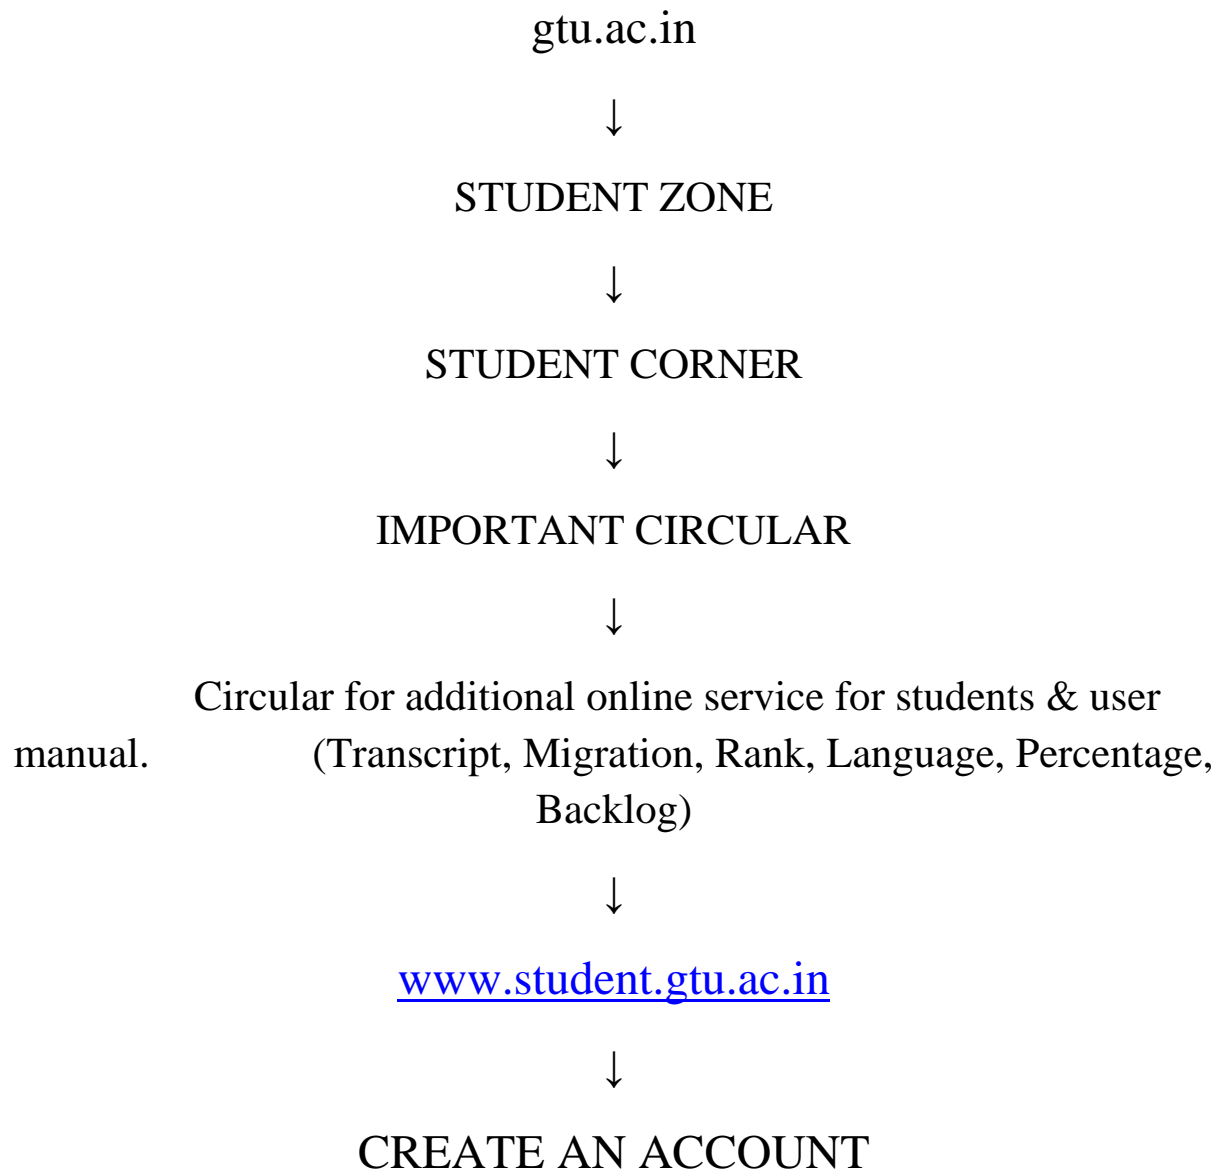 gtu.ac.in
↓
STUDENT ZONE
↓
STUDENT CORNER
↓
IMPORTANT CIRCULAR
↓
Circular for additional online service for students & user
manual. (Transcript, Migration, Rank, Language, Percentage,
Backlog)
↓
www.student.gtu.ac.in
↓
CREATE AN ACCOUNT